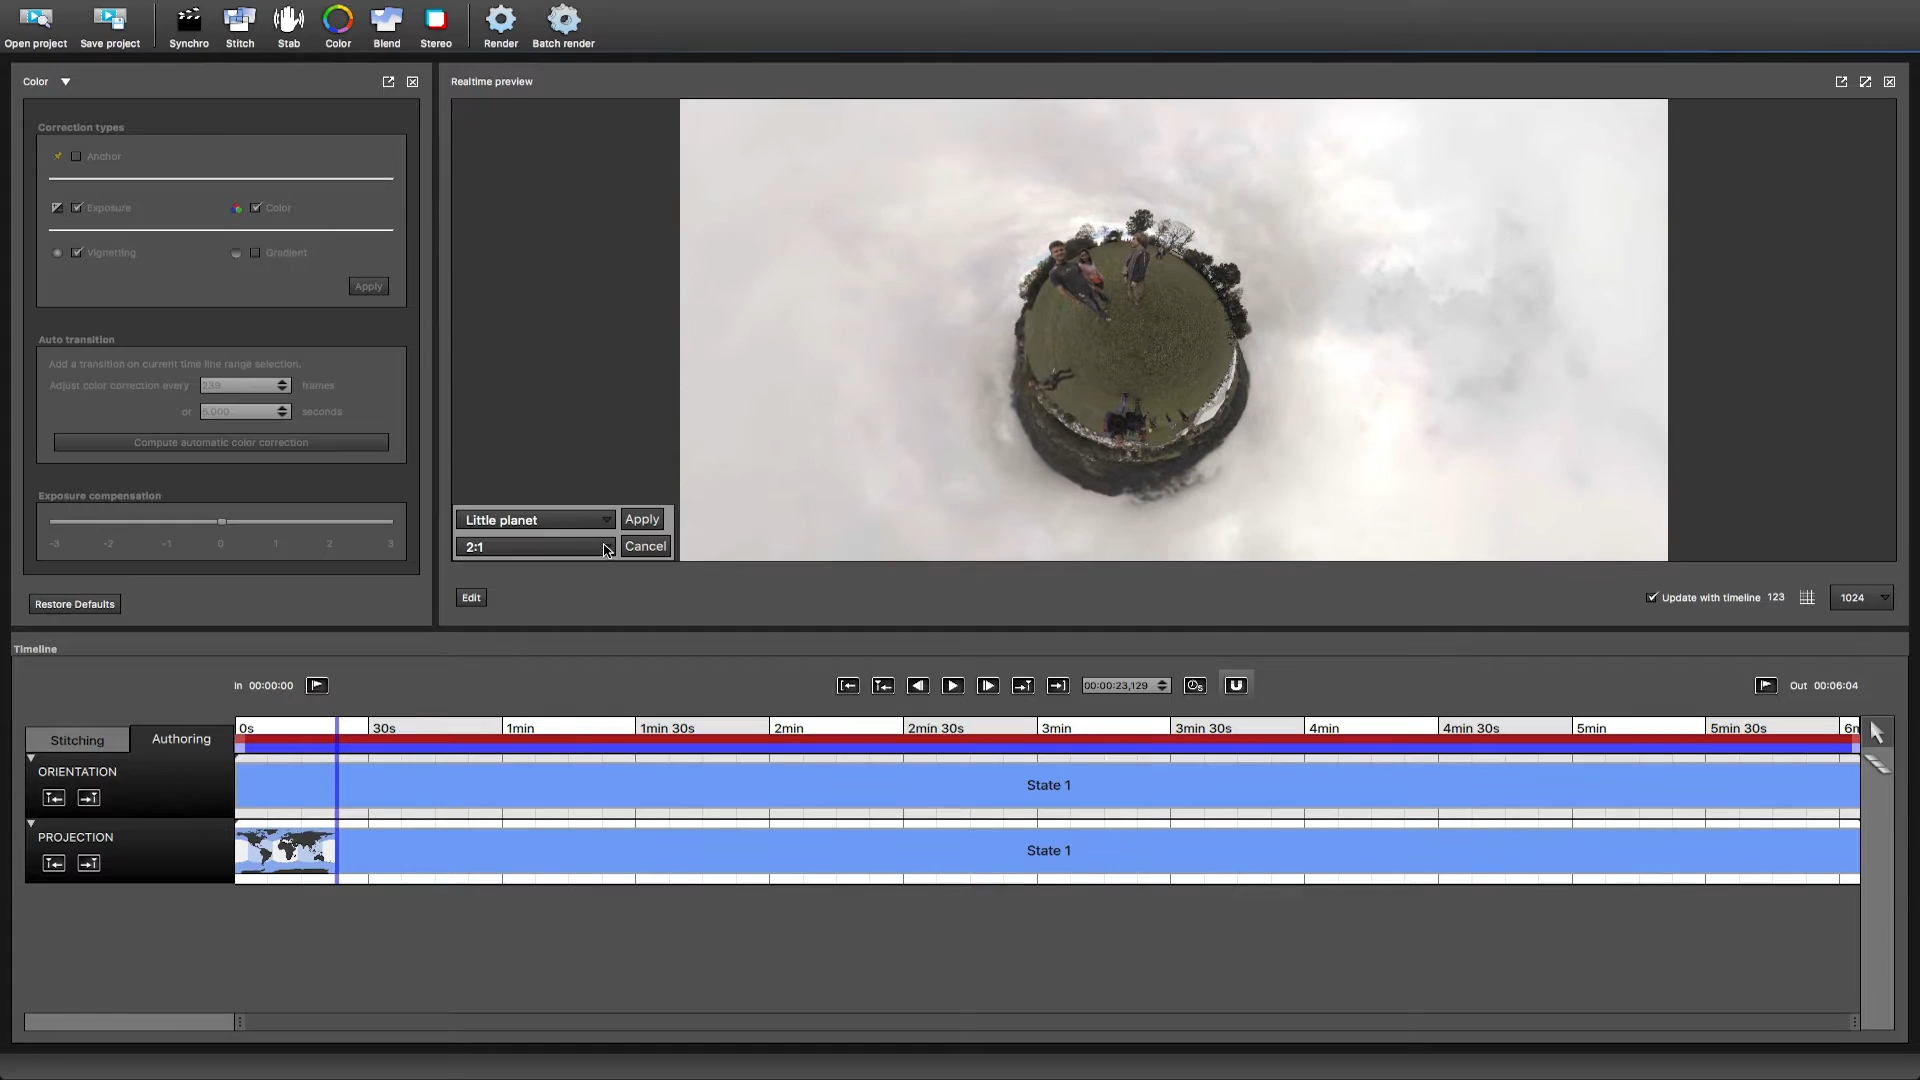 Open project
Save project
Synchro
Stitch
Stab
Color
Blend
Stereo
Render
Batch render
Color
Realtime preview
Correction types
Anchor
Exposure
Color
Vignetting
Gradient
Apply
Auto transition
Add a transition on current time line range selection.
Adjust color correction every 239 frames
or 5.000 seconds
Compute automatic color correction
Exposure compensation
-3 -2 -1 0 1 2 3
Restore Defaults
Little planet
Apply
2:1
Cancel
Edit
Update with timeline 123
1024
Timeline
In 00:00:00
00:00:23,129
Out 00:06:04
Stitching
Authoring
0s 30s 1min 1min 30s 2min 2min 30s 3min 3min 30s 4min 4min 30s 5min 5min 30s 6m
ORIENTATION
State 1
PROJECTION
State 1